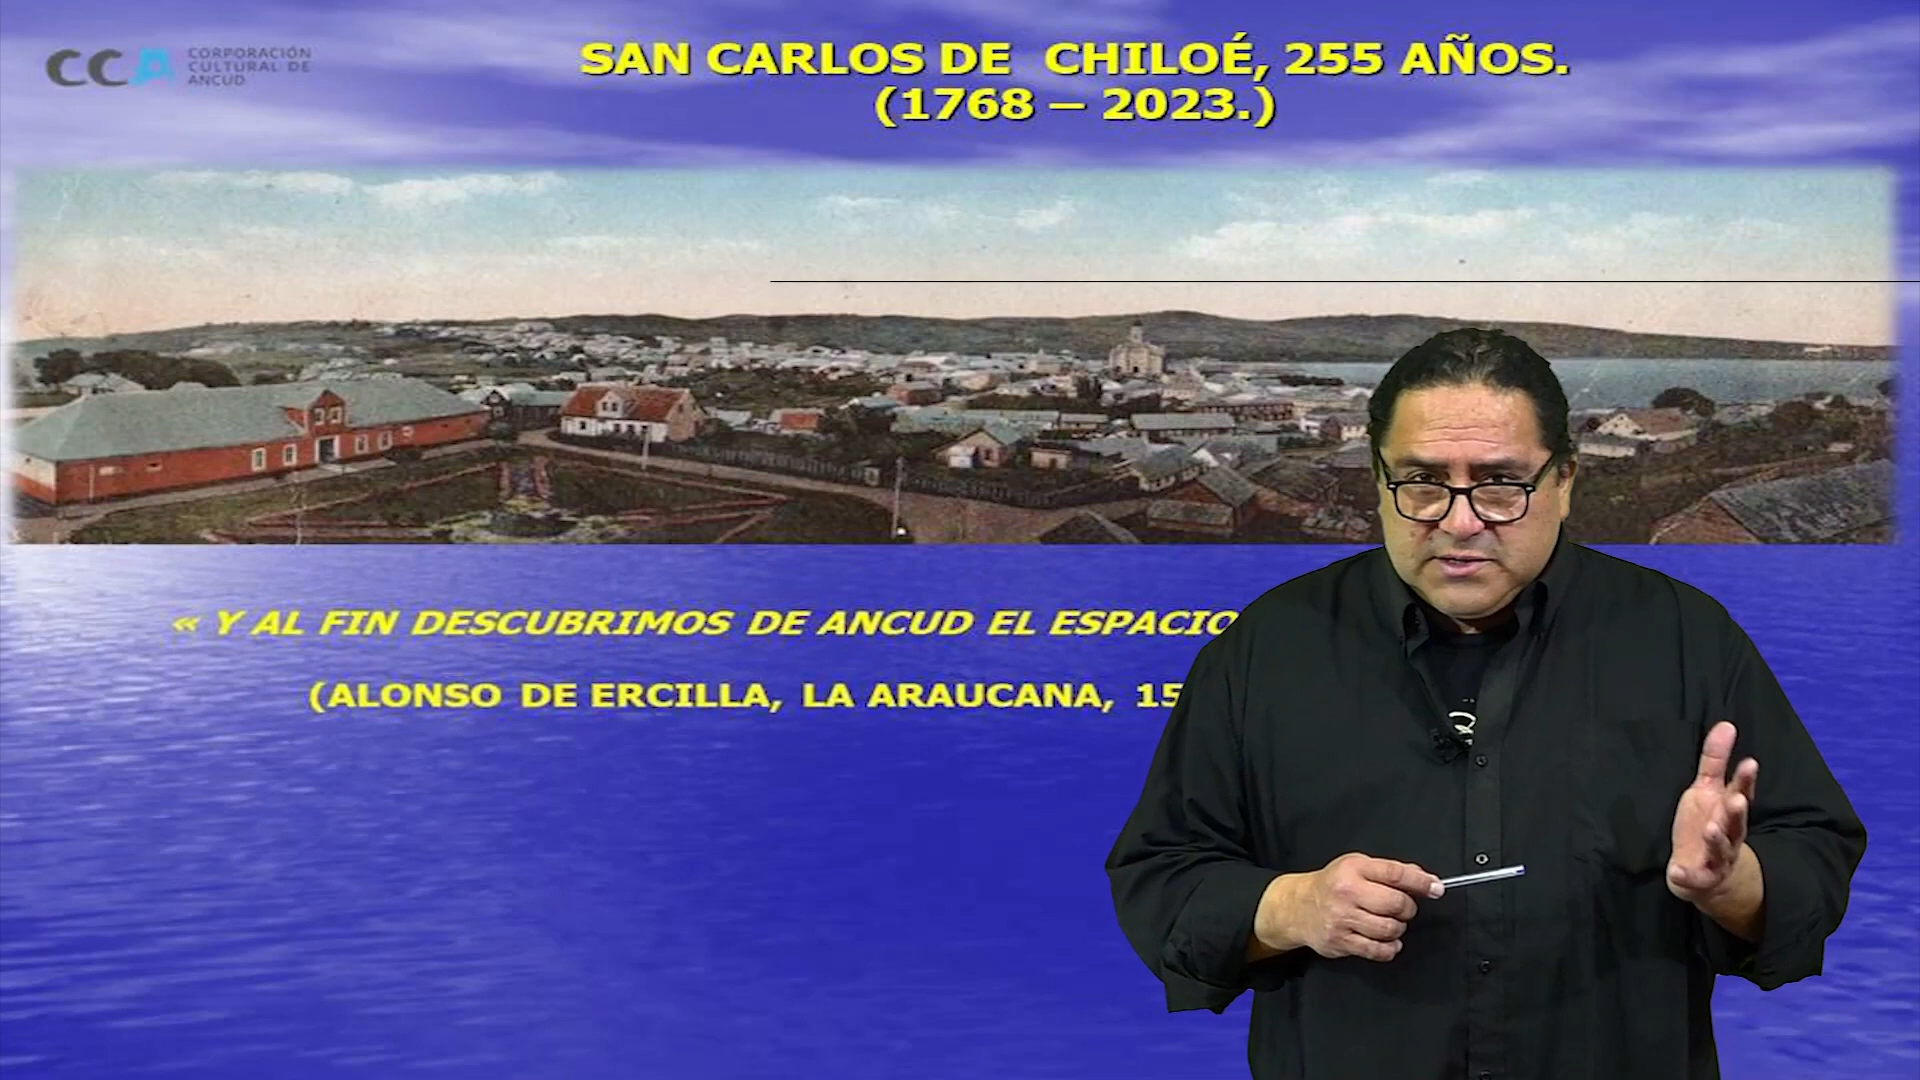 CCA CORPORACIÓN
CULTURAL DE
ANCUD
SAN CARLOS DE CHILOÉ, 255 AÑOS.
(1768 – 2023.)
« Y AL FIN DESCUBRIMOS DE ANCUD EL ESPACIO
(ALONSO DE ERCILLA, LA ARAUCANA, 15